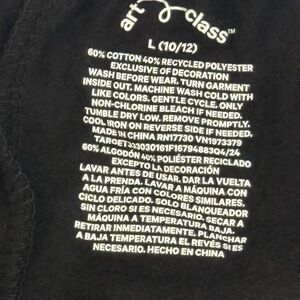 art class™
L (10/12)
60% COTTON 40% RECYCLED POLYESTER
EXCLUSIVE OF DECORATION
WASH BEFORE WEAR. TURN GARMENT
INSIDE OUT. MACHINE WASH COLD WITH
LIKE COLORS. GENTLE CYCLE. ONLY
NON-CHLORINE BLEACH IF NEEDED.
TUMBLE DRY LOW. REMOVE PROMPTLY.
COOL IRON ON REVERSE SIDE IF NEEDED.
MADE IN CHINA RN17730 VN1973379
60% ALGODÓN 40% POLIÉSTER RECICLADO
EXCEPTO LA DECORACIÓN
LAVAR ANTES DE USAR. DAR LA VUELTA
A LA PRENDA. LAVAR A MÁQUINA CON
AGUA FRÍA CON COLORES SIMILARES.
CICLO DELICADO. SOLO BLANQUEADOR
SIN CLORO SI ES NECESARIO. SECAR A
MÁQUINA A TEMPERATURA BAJA.
RETIRAR INMEDIATAMENTE. PLANCHAR
A BAJA TEMPERATURA EL REVÉS SI ES
NECESARIO. HECHO EN CHINA